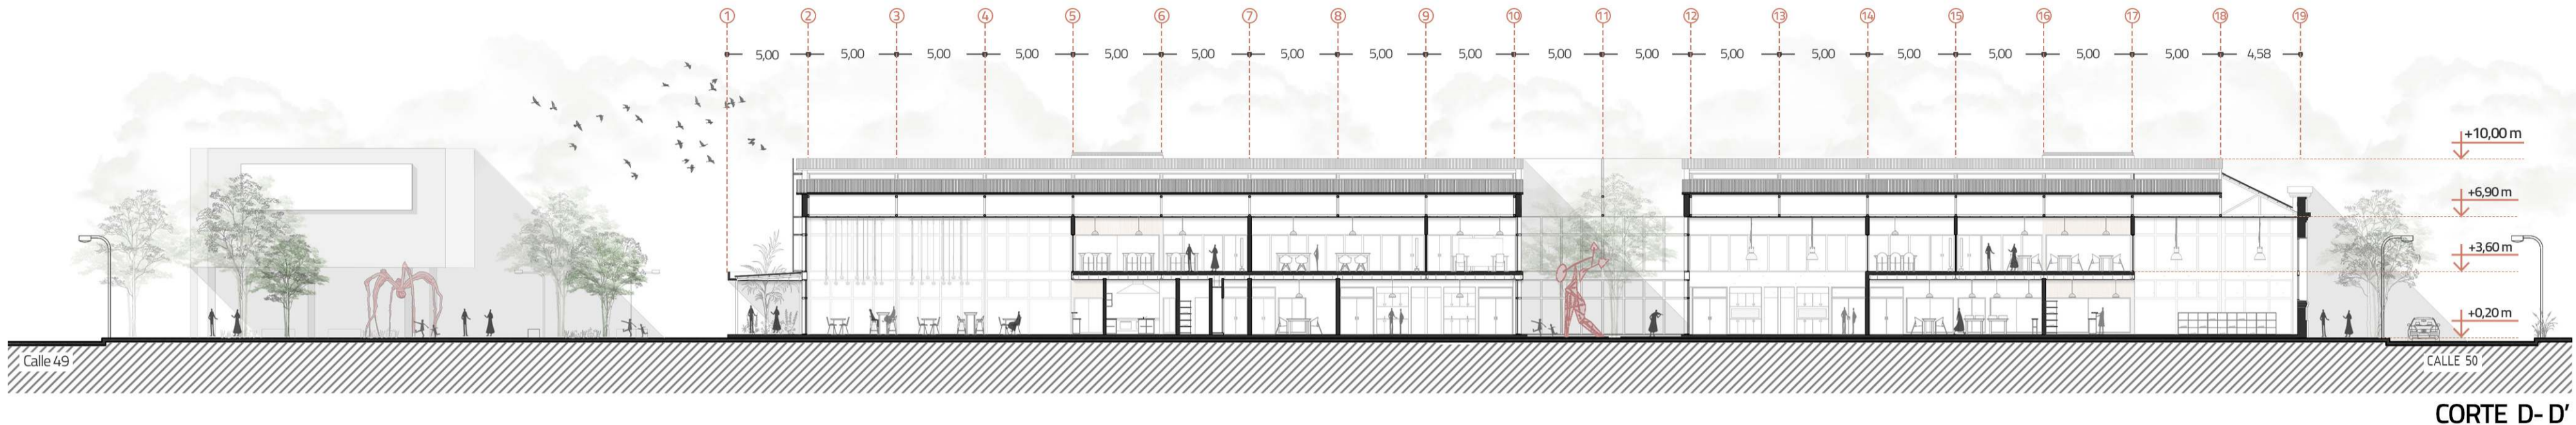 1 2 3 4 5 6 7 8 9 10 11 12 13 14 15 16 17 18 19
5,00 5,00 5,00 5,00 5,00 5,00 5,00 5,00 5,00 5,00 5,00 5,00 5,00 5,00 5,00 5,00 5,00 4,58
+10,00 m
+6,90 m
+3,60 m
+0,20 m
Calle 49
CALLE 50
CORTE D-D'